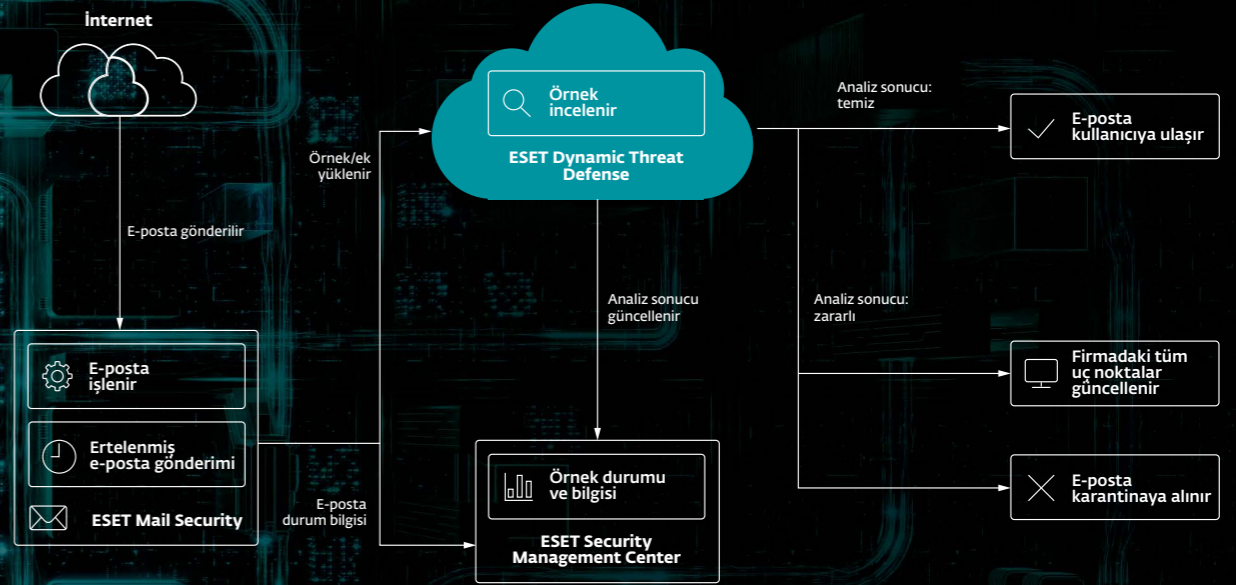 İnternet
E-posta gönderilir
E-posta
işlenir
Ertelenmiş
e-posta gönderimi
ESET Mail Security
Örnek/ek
yüklenir
E-posta
durum bilgisi
Örnek
incelenir
ESET Dynamic Threat
Defense
Analiz sonucu
güncellenir
Örnek durumu
ve bilgisi
ESET Security
Management Center
Analiz sonucu:
temiz
E-posta
kullanıcıya ulaşır
Analiz sonucu:
zararlı
Firmadaki tüm
uç noktalar
güncellenir
E-posta
karantinaya alınır